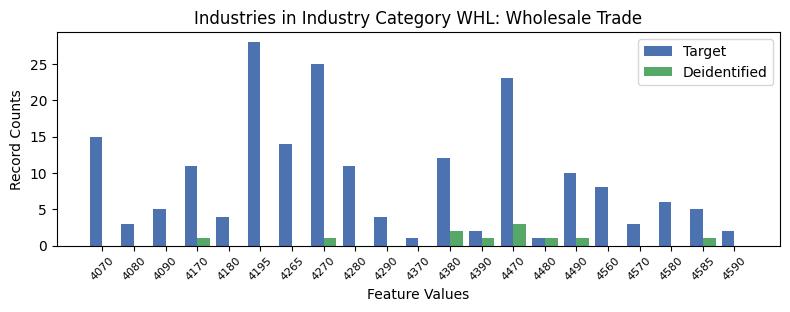 Industries in Industry Category WHL: Wholesale Trade
Target
Deidentified
Record Counts
25
20
15
10
5
0
4070 4080 4090 4170 4180 4195 4265 4270 4280 4290 4370 4380 4390 4470 4480 4490 4560 4570 4580 4585 4590
Feature Values